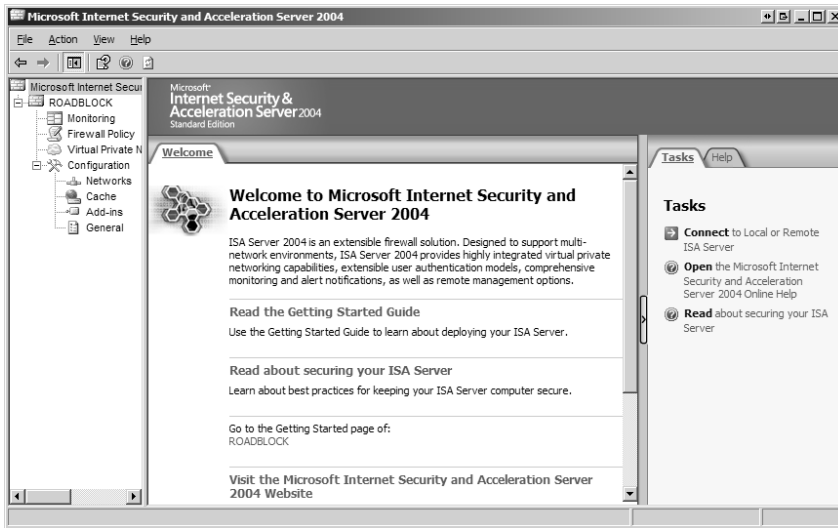 Microsoft Internet Security and Acceleration Server 2004
File Action View Help
Microsoft Internet Secur
ROADBLOCK
Monitoring
Firewall Policy
Virtual Private N
Configuration
Networks
Cache
Add-ins
General
Microsoft
Internet Security &
Acceleration Server 2004
Standard Edition
Welcome
Welcome to Microsoft Internet Security and
Acceleration Server 2004
ISA Server 2004 is an extensible firewall solution. Designed to support multi-
network environments, ISA Server 2004 provides highly integrated virtual private
networking capabilities, extensible user authentication models, comprehensive
monitoring and alert notifications, as well as remote management options.
Read the Getting Started Guide
Use the Getting Started Guide to learn about deploying your ISA Server.
Read about securing your ISA Server
Learn about best practices for keeping your ISA Server computer secure.
Go to the Getting Started page of:
ROADBLOCK
Visit the Microsoft Internet Security and Acceleration Server
2004 Website
Tasks Help
Tasks
Connect to Local or Remote
ISA Server
Open the Microsoft Internet
Security and Acceleration
Server 2004 Online Help
Read about securing your ISA
Server